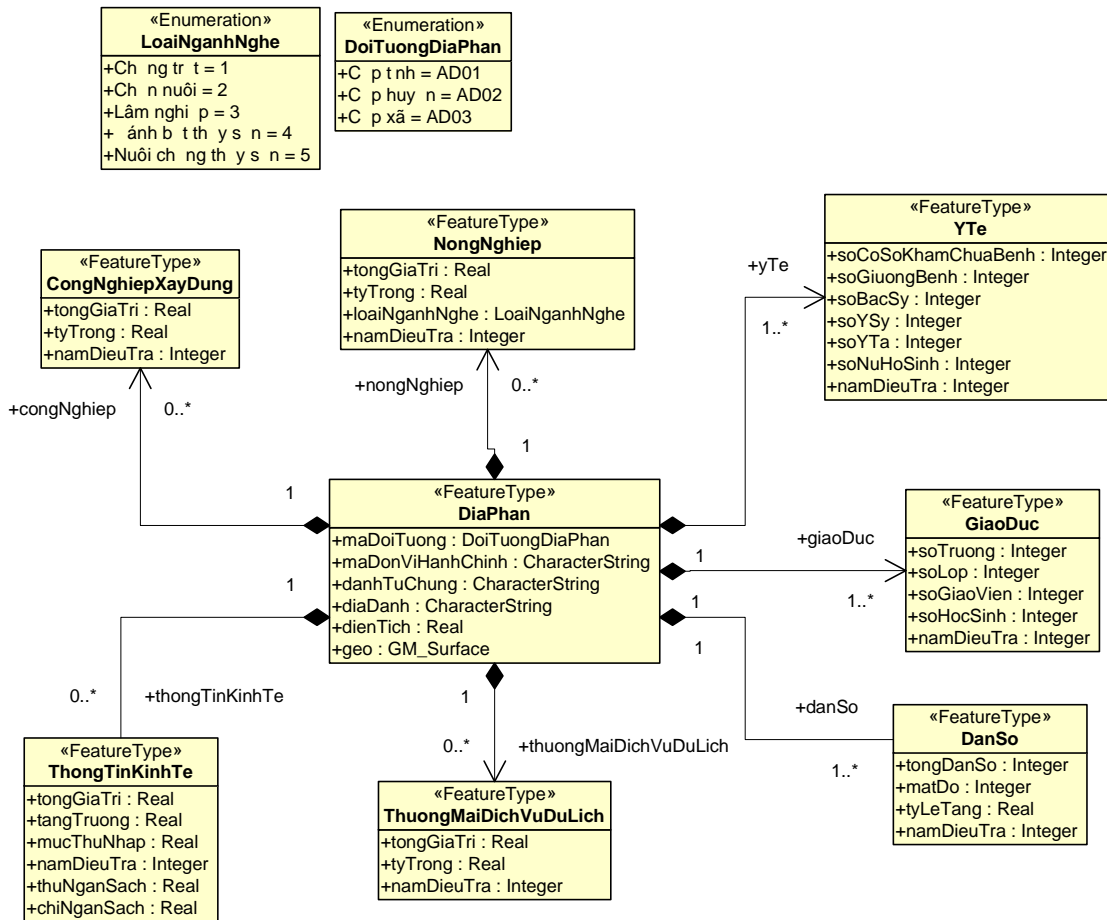 «Enumeration»
LoaiNganhNghe
+Ch ng tr t = 1
+Ch n nuôi = 2
+Lâm nghi p = 3
+ ánh b t th y s n = 4
+Nuôi ch ng th y s n = 5
«Enumeration»
DoiTuongDiaPhan
+C p t nh = AD01
+C p huy n = AD02
+C p xã = AD03
«FeatureType»
CongNghiepXayDung
+tongGiaTri : Real
+tyTrong : Real
+namDieuTra : Integer
«FeatureType»
NongNghiep
+tongGiaTri : Real
+tyTrong : Real
+loaiNganhNghe : LoaiNganhNghe
+namDieuTra : Integer
«FeatureType»
YTe
+soCoSoKhamChuaBenh : Integer
+soGiuongBenh : Integer
+soBacSy : Integer
+soYSy : Integer
+soYTa : Integer
+soNuHoSinh : Integer
+namDieuTra : Integer
+yTe
1..*
+congNghiep
0..*
+nongNghiep
0..*
1
1
«FeatureType»
DiaPhan
+maDoiTuong : DoiTuongDiaPhan
+maDonViHanhChinh : CharacterString
+danhTuChung : CharacterString
+diaDanh : CharacterString
+dienTich : Real
+geo : GM_Surface
1
1
1
1
1
+giaoDuc
1..*
«FeatureType»
GiaoDuc
+soTruong : Integer
+soLop : Integer
+soGiaoVien : Integer
+soHocSinh : Integer
+namDieuTra : Integer
+danSo
1..*
«FeatureType»
DanSo
+tongDanSo : Integer
+matDo : Integer
+tyLeTang : Real
+namDieuTra : Integer
0..*
+thongTinKinhTe
«FeatureType»
ThongTinKinhTe
+tongGiaTri : Real
+tangTruong : Real
+mucThuNhap : Real
+namDieuTra : Integer
+thuNganSach : Real
+chiNganSach : Real
0..*
+thuongMaiDichVuDuLich
«FeatureType»
ThuongMaiDichVuDuLich
+tongGiaTri : Real
+tyTrong : Real
+namDieuTra : Integer